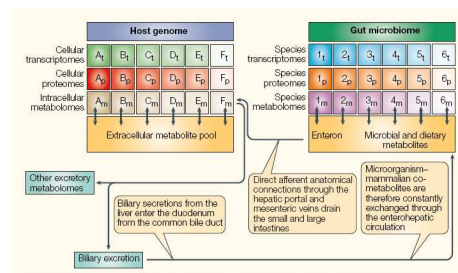 Host genome
Gut microbiome
Cellular
transcriptomes
At Bt Ct Dt Et Ft
Cellular
proteomes
Ap Bp Cp Dp Ep Fp
Intracellular
metabolomes
Am Bm Cm Dm Em Fm
Extracellular metabolite pool
Species
transcriptomes
1t 2t 3t 4t 5t 6t
Species
proteomes
1p 2p 3p 4p 5p 6p
Species
metabolomes
1m 2m 3m 4m 5m 6m
Enteron
Microbial and dietary
metabolites
Other excretory
metabolomes
Biliary secretions from the
liver enter the duodenum
from the common bile duct
Direct afferent anatomical
connections through the
hepatic portal and
mesenteric veins drain
the small and large
intestines
Microorganism–
mammalian co-
metabolites are
therefore constantly
exchanged through
the enterohepatic
circulation
Biliary excretion